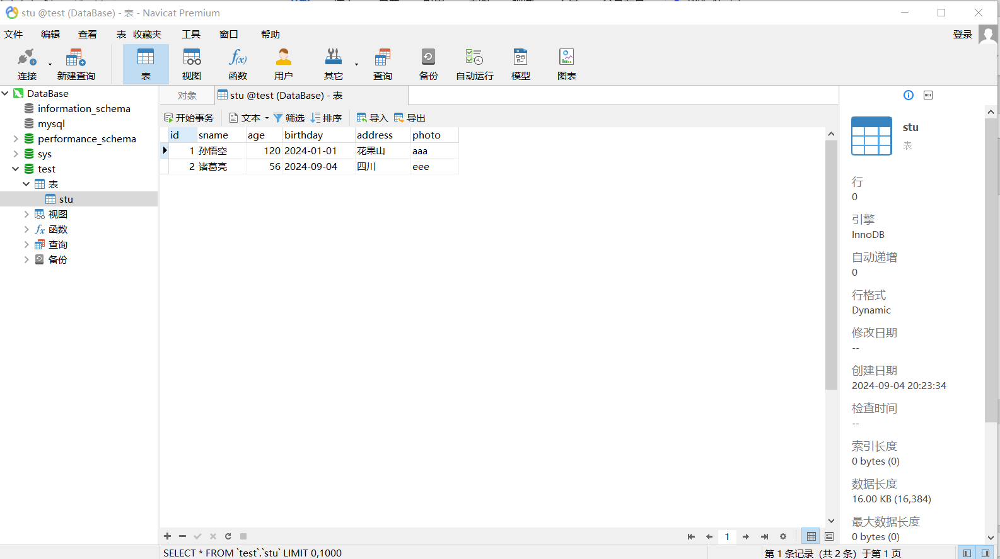 stu @test (DataBase) - 表 - Navicat Premium
文件 编辑 查看 表 收藏夹 工具 窗口 帮助 登录
连接 新建查询 表 视图 函数 用户 其它 查询 备份 自动运行 模型 图表
f(x)
DataBase
information_schema
mysql
performance_schema
sys
test
表
stu
视图
fx 函数
查询
备份
对象 stu @test (DataBase) - 表
开始事务 文本 筛选 排序 导入 导出
id sname age birthday address photo
1 孙悟空 120 2024-01-01 花果山 aaa
2 诸葛亮 56 2024-09-04 四川 eee
DDL
stu
表
行
0
引擎
InnoDB
自动递增
0
行格式
Dynamic
修改日期
--
创建日期
2024-09-04 20:23:34
检查时间
--
索引长度
0 bytes (0)
数据长度
16.00 KB (16,384)
最大数据长度
0 bytes (0)
1
SELECT * FROM `test`.`stu` LIMIT 0,1000
第 1 条记录 (共 2 条) 于第 1 页